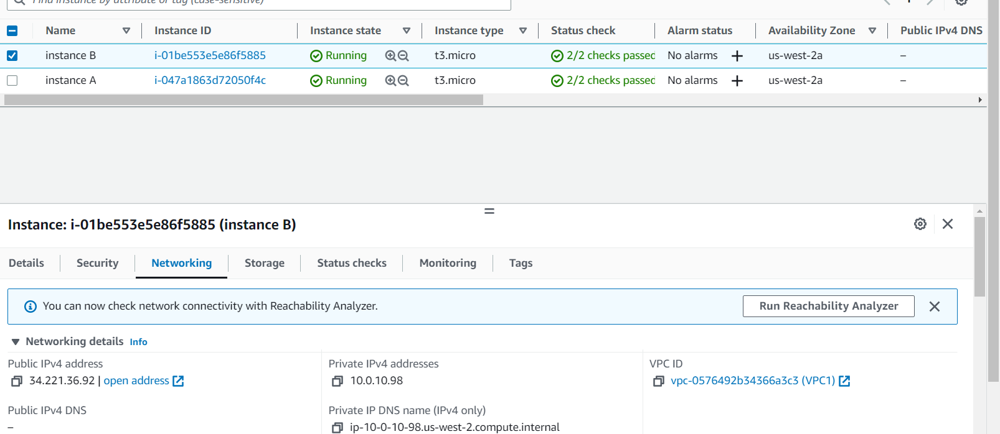 Find Instance by attribute or tag (case-sensitive)
1
Name Instance ID Instance state Instance type Status check Alarm status Availability Zone Public IPv4 DNS
instance B i-01be553e5e86f5885 Running t3.micro 2/2 checks passed No alarms + us-west-2a –
instance A i-047a1863d72050f4c Running t3.micro 2/2 checks passed No alarms + us-west-2a –
Instance: i-01be553e5e86f5885 (instance B)
Details Security Networking Storage Status checks Monitoring Tags
You can now check network connectivity with Reachability Analyzer. Run Reachability Analyzer
Networking details Info
Public IPv4 address Private IPv4 addresses VPC ID
34.221.36.92 | open address 10.0.10.98 vpc-0576492b34366a3c3 (VPC1)
Public IPv4 DNS Private IP DNS name (IPv4 only)
– ip-10-0-10-98.us-west-2.compute.internal